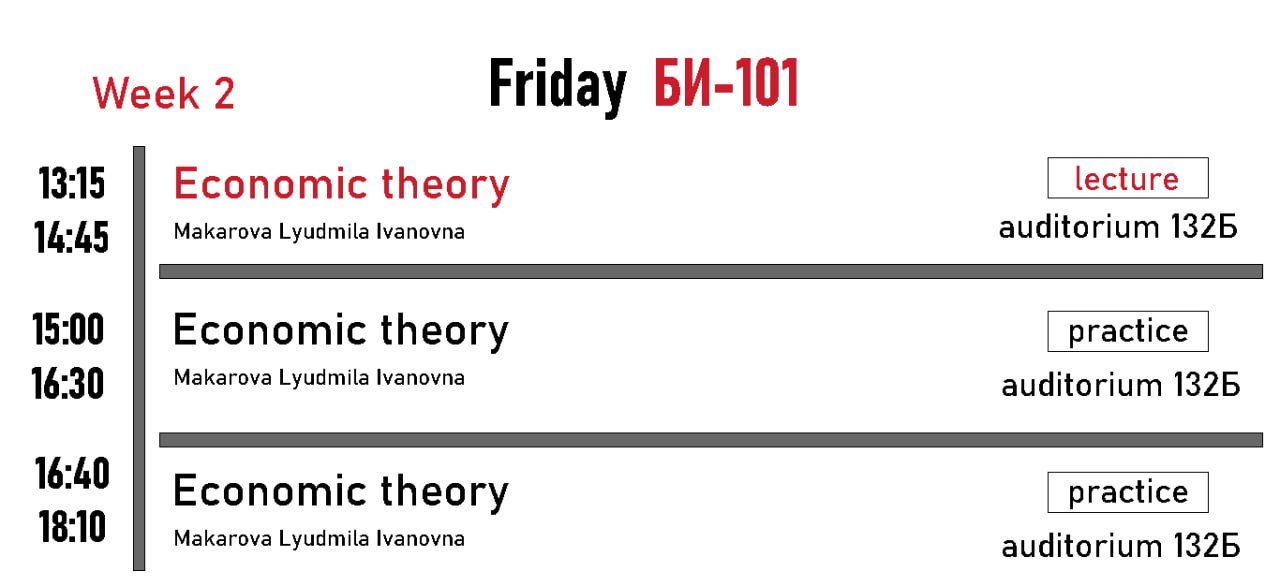 Week 2
Friday БИ-101
13:15
14:45
Economic theory
Makarova Lyudmila Ivanovna
lecture
auditorium 132Б
15:00
16:30
Economic theory
Makarova Lyudmila Ivanovna
practice
auditorium 132Б
16:40
18:10
Economic theory
Makarova Lyudmila Ivanovna
practice
auditorium 132Б